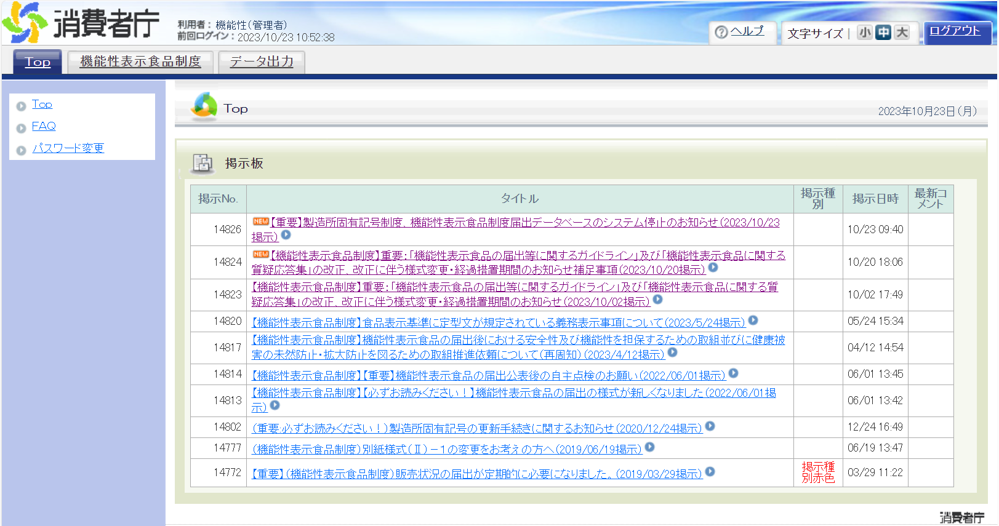 消費者庁
利用者：機能性(管理者)
前回ログイン：2023/10/23 10:52:38
ヘルプ
文字サイズ｜小 中 大
ログアウト
Top
機能性表示食品制度
データ出力
Top
FAQ
パスワード変更
Top
2023年10月23日(月)
掲示板
掲示No.
タイトル
掲示種
別
掲示日時
最新コ
メント
14826
NEW【重要】製造所固有記号制度、機能性表示食品制度届出データベースのシステム停止のお知らせ(2023/10/23
掲示)
10/23 09:40
14824
NEW【機能性表示食品制度】重要:「機能性表示食品の届出等に関するガイドライン」及び「機能性表示食品に関する
質疑応答集」の改正、改正に伴う様式変更・経過措置期間のお知らせ補足事項(2023/10/20掲示)
10/20 18:06
14823
【機能性表示食品制度】重要:「機能性表示食品の届出等に関するガイドライン」及び「機能性表示食品に関する質
疑応答集」の改正、改正に伴う様式変更・経過措置期間のお知らせ(2023/10/02掲示)
10/02 17:49
14820
【機能性表示食品制度】食品表示基準に定型文が規定されている義務表示事項について(2023/5/24掲示)
05/24 15:34
14817
【機能性表示食品制度】機能性表示食品の届出後における安全性及び機能性を担保するための取組並びに健康被
害の未然防止・拡大防止を図るための取組推進依頼について(再周知)(2023/4/12掲示)
04/12 14:54
14814
【機能性表示食品制度】【重要】機能性表示食品の届出公表後の自主点検のお願い(2022/06/01掲示)
06/01 13:45
14813
【機能性表示食品制度】【必ずお読みください！】機能性表示食品の届出の様式が新しくなりました(2022/06/01掲
示)
06/01 13:42
14802
(重要:必ずお読みください！)製造所固有記号の更新手続きに関するお知らせ(2020/12/24掲示)
12/24 16:49
14777
(機能性表示食品制度)別紙様式(Ⅱ)－1の変更をお考えの方へ(2019/06/19掲示)
06/19 13:47
14772
【重要】(機能性表示食品制度)販売状況の届出が定期的に必要になりました。(2019/03/29掲示)
掲示種
別赤色
03/29 11:22
消費者庁